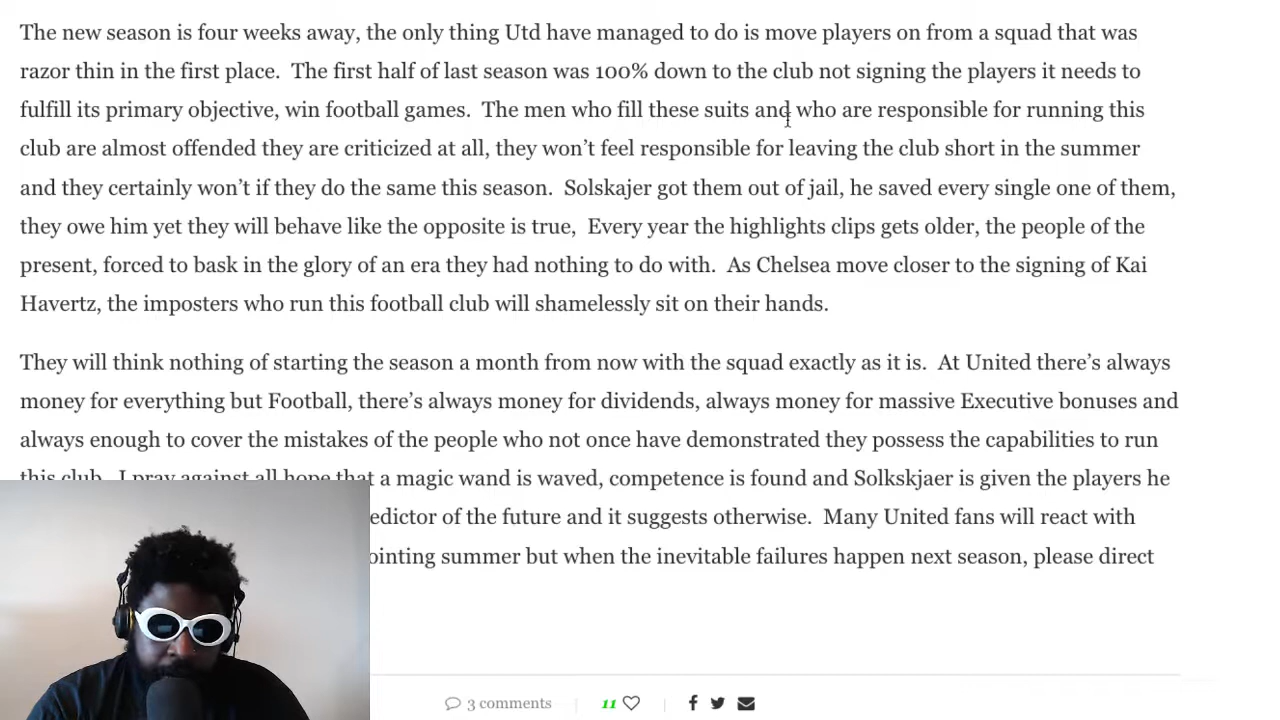 The new season is four weeks away, the only thing Utd have managed to do is move players on from a squad that was
razor thin in the first place.  The first half of last season was 100% down to the club not signing the players it needs to
fulfill its primary objective, win football games.  The men who fill these suits and who are responsible for running this
club are almost offended they are criticized at all, they won't feel responsible for leaving the club short in the summer
and they certainly won't if they do the same this season.  Solskajer got them out of jail, he saved every single one of them,
they owe him yet they will behave like the opposite is true,  Every year the highlights clips gets older, the people of the
present, forced to bask in the glory of an era they had nothing to do with.  As Chelsea move closer to the signing of Kai
Havertz, the imposters who run this football club will shamelessly sit on their hands.
They will think nothing of starting the season a month from now with the squad exactly as it is.  At United there's always
money for everything but Football, there's always money for dividends, always money for massive Executive bonuses and
always enough to cover the mistakes of the people who not once have demonstrated they possess the capabilities to run
this club.  I pray against all hope that a magic wand is waved, competence is found and Solkskjaer is given the players he
edictor of the future and it suggests otherwise.  Many United fans will react with
ointing summer but when the inevitable failures happen next season, please direct
3 comments 11